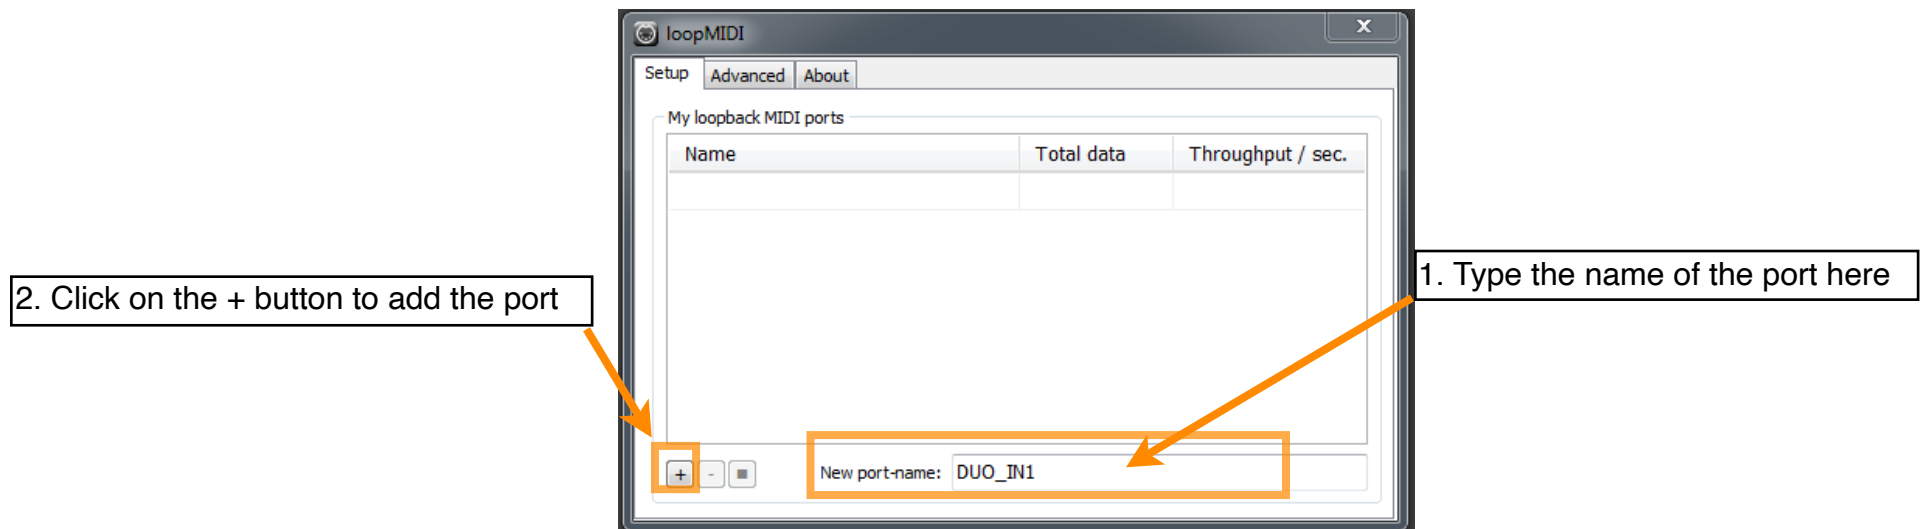 loopMIDI
X
Setup Advanced About
My loopback MIDI ports
Name Total data Throughput / sec.
1. Type the name of the port here
2. Click on the + button to add the port
+ - ■ New port-name: DUO_IN1